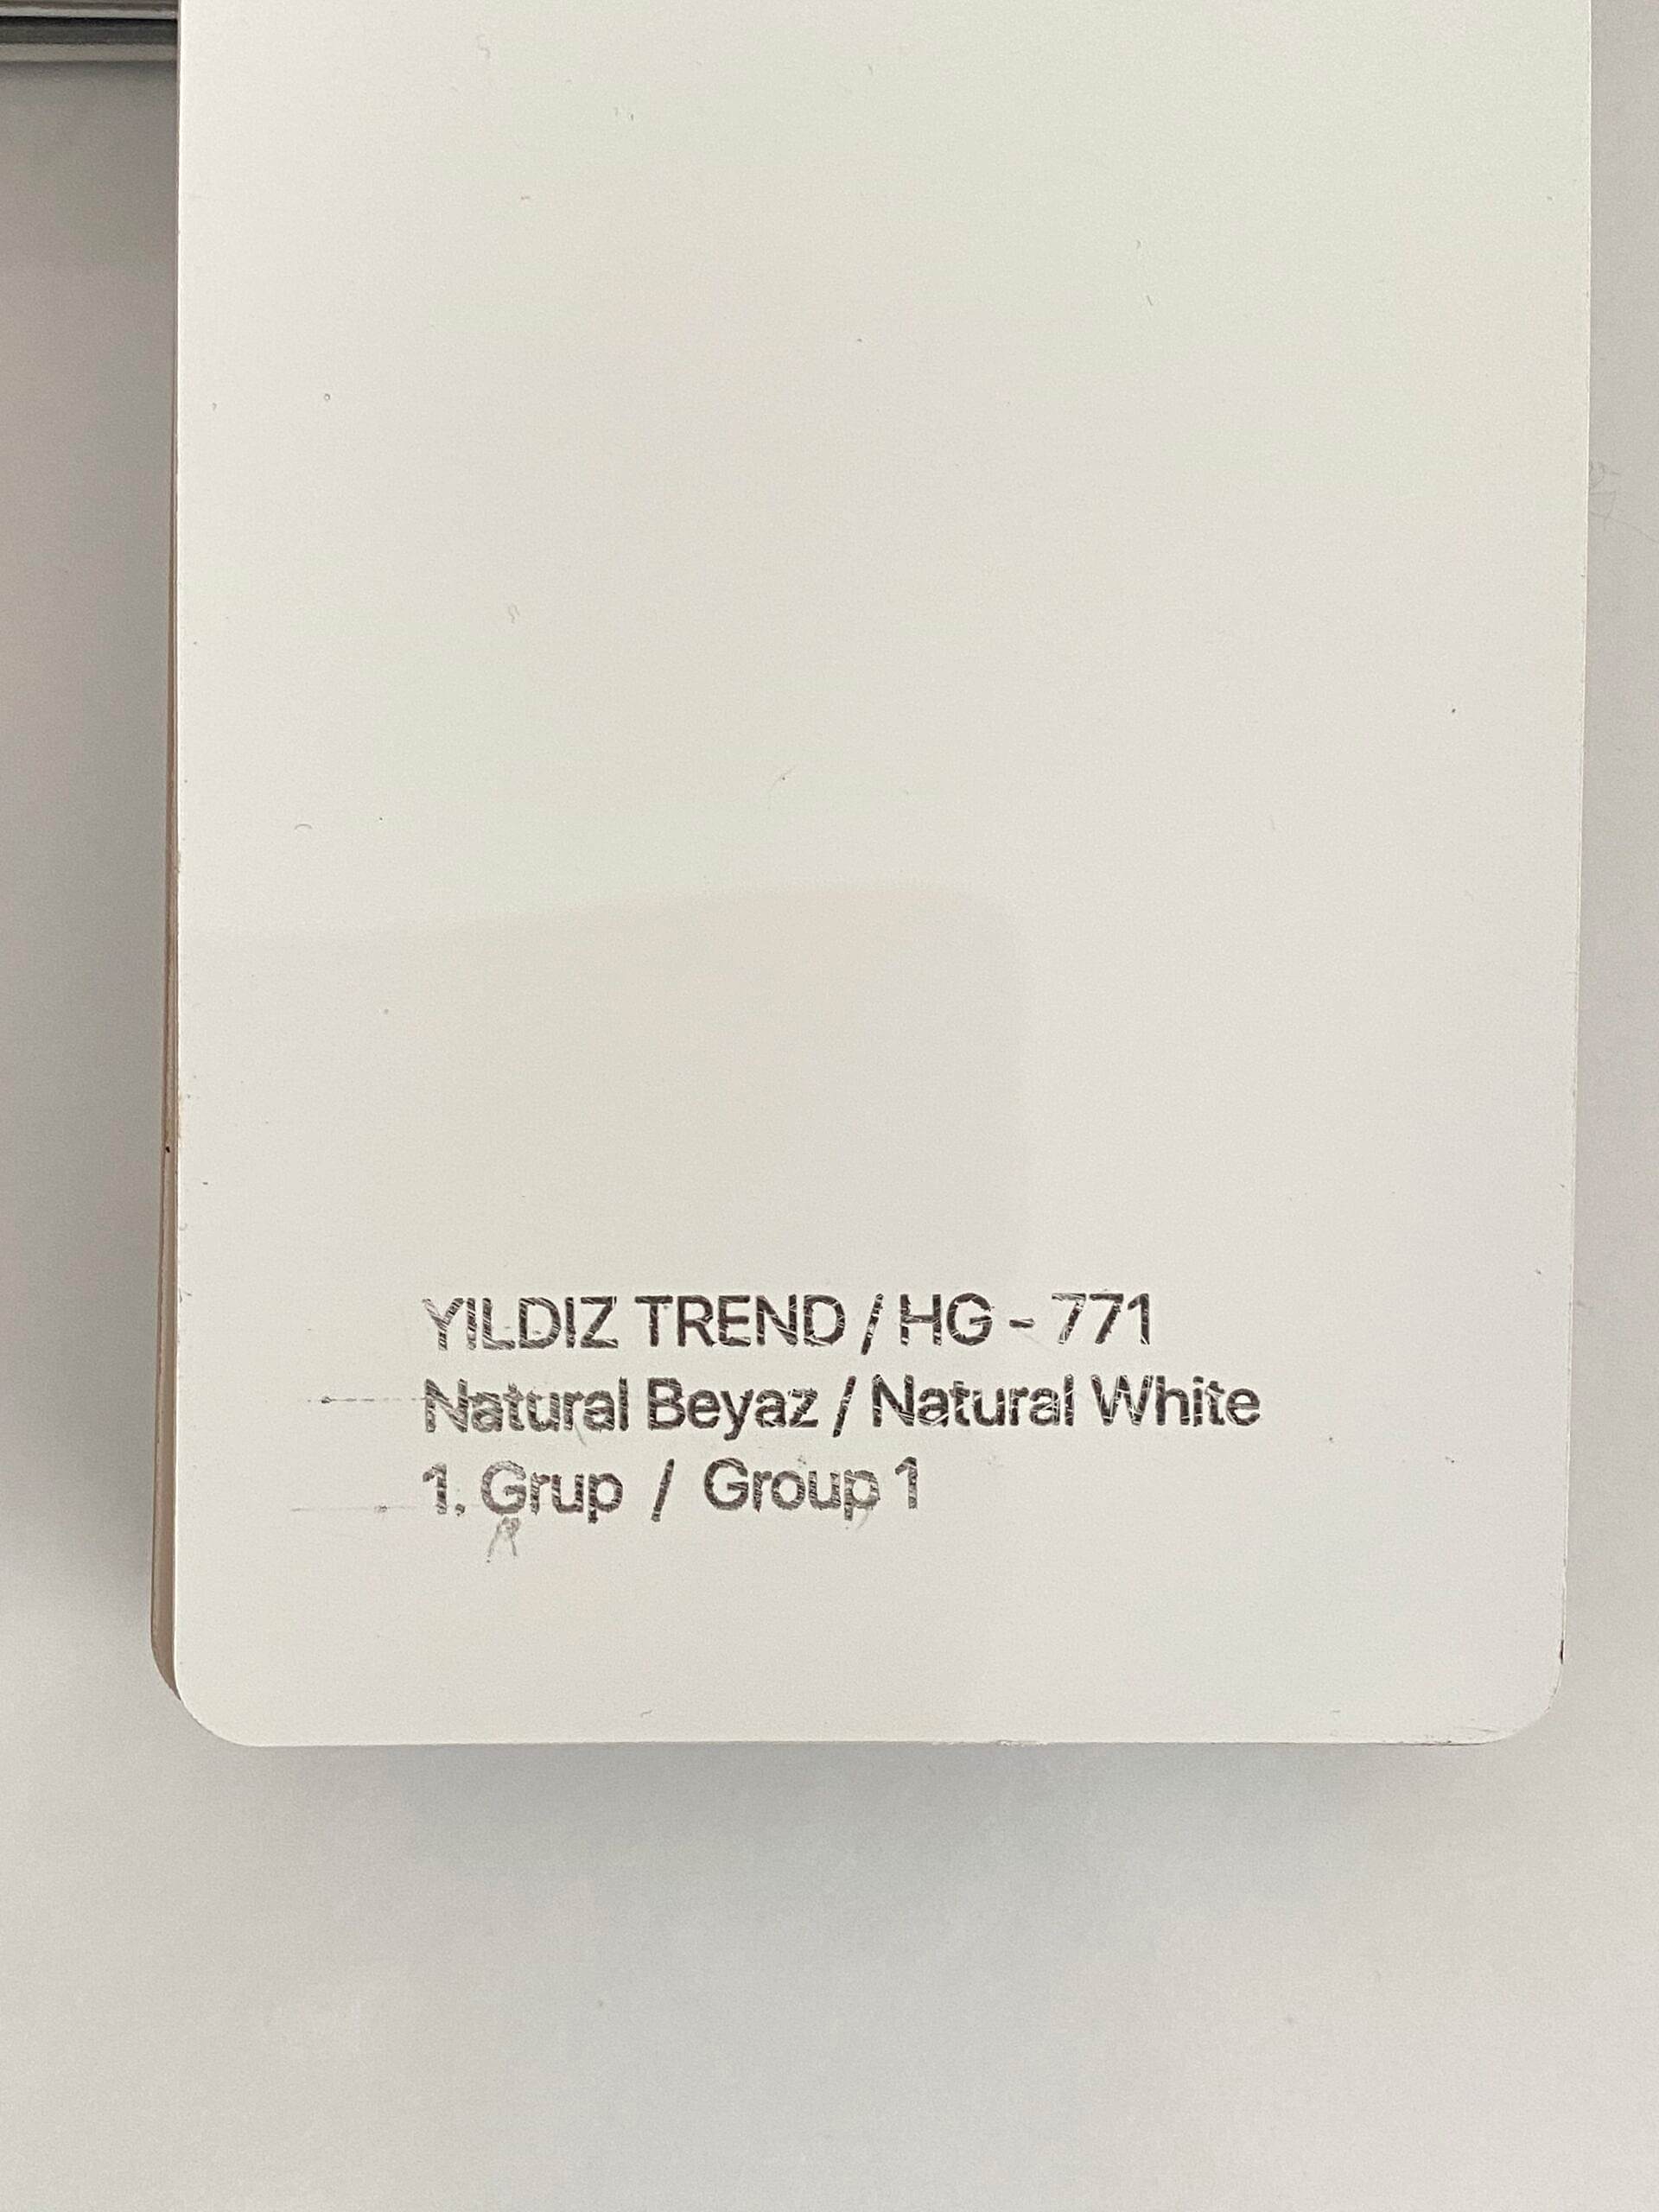 YILDIZ TREND / HG - 771
Natural Beyaz / Natural White
1. Grup / Group 1